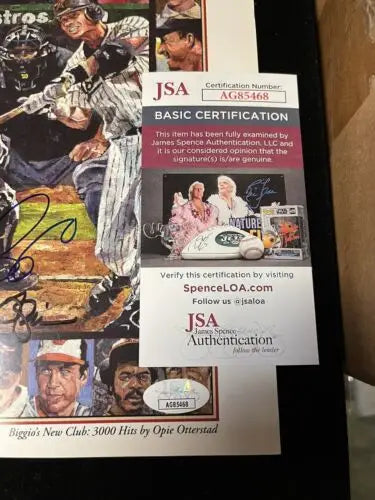 stros
JSA
Certification Number:
AG85468
BASIC CERTIFICATION
This item has been fully examined by
James Spence Authentication, LLC and
it is our considered opinion that the
signature(s) is/are genuine.
NATURE
Verify this certification by visiting
SpenceLOA.com
Follow us @jsaloa
JSA
James Spence
Authentication
follow the leader
AG85468
Biggio's New Club: 3000 Hits by Opie Otterstad